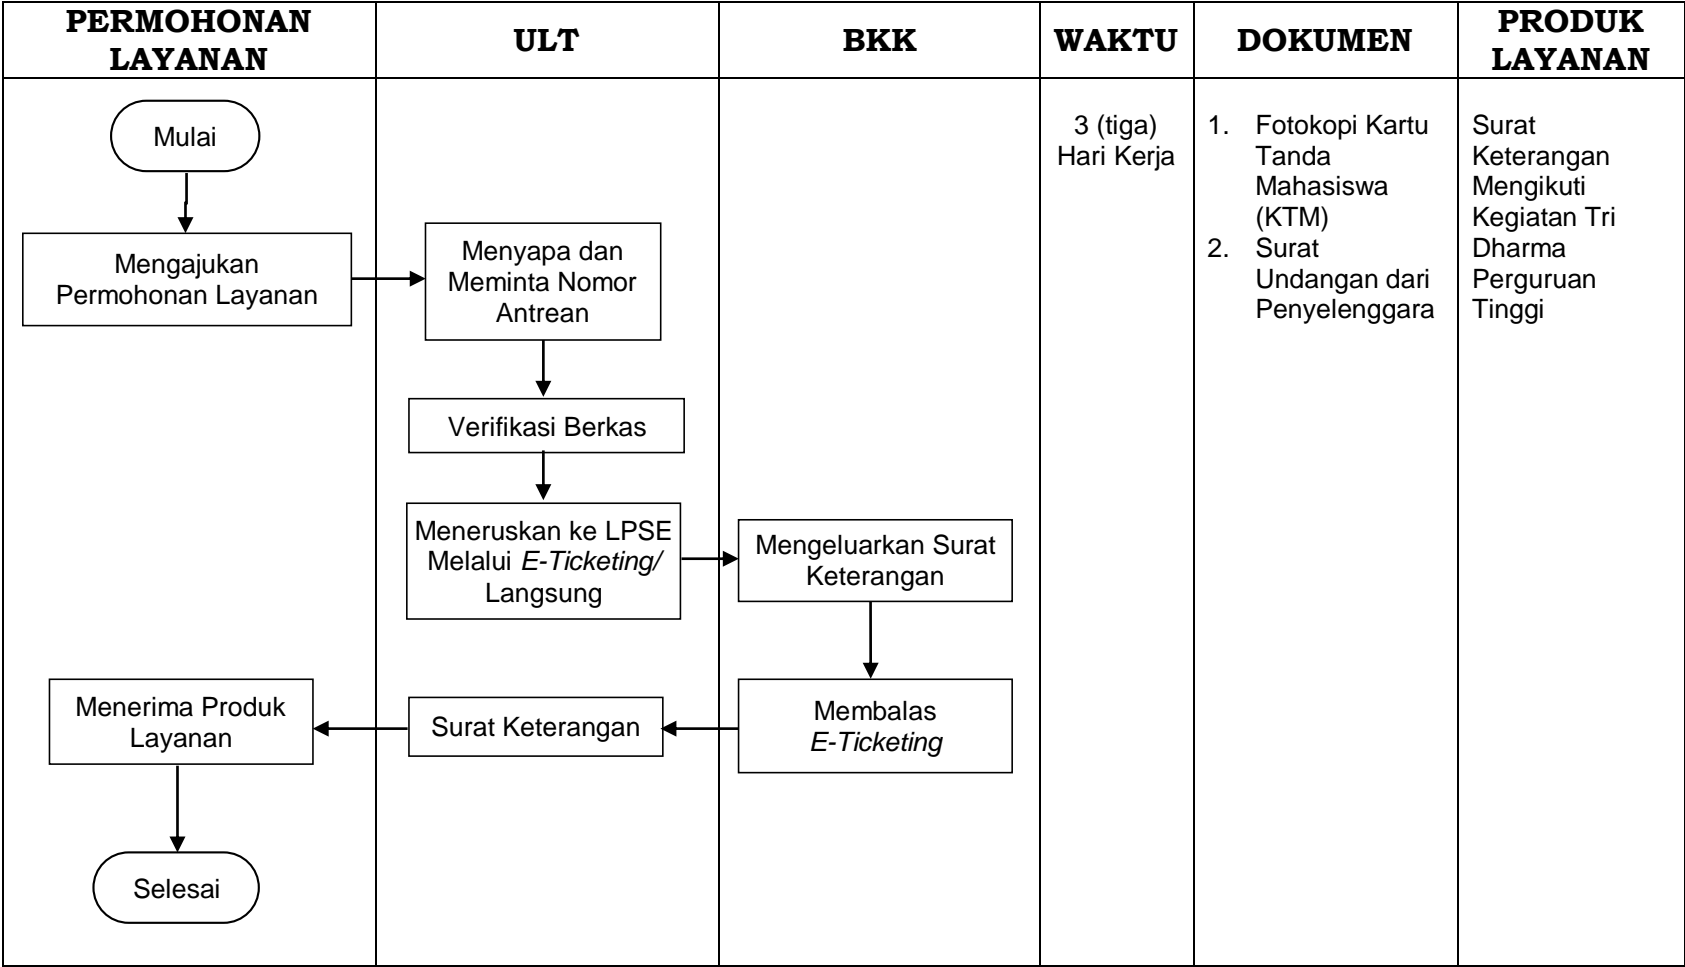 PERMOHONAN
LAYANAN
ULT
BKK
WAKTU
DOKUMEN
PRODUK
LAYANAN
Mulai
Mengajukan
Permohonan Layanan
Menyapa dan
Meminta Nomor
Antrean
Verifikasi Berkas
Meneruskan ke LPSE
Melalui E-Ticketing/
Langsung
Mengeluarkan Surat
Keterangan
Membalas
E-Ticketing
Surat Keterangan
Menerima Produk
Layanan
Selesai
3 (tiga)
Hari Kerja
1. Fotokopi Kartu
Tanda
Mahasiswa
(KTM)
2. Surat
Undangan dari
Penyelenggara
Surat
Keterangan
Mengikuti
Kegiatan Tri
Dharma
Perguruan
Tinggi